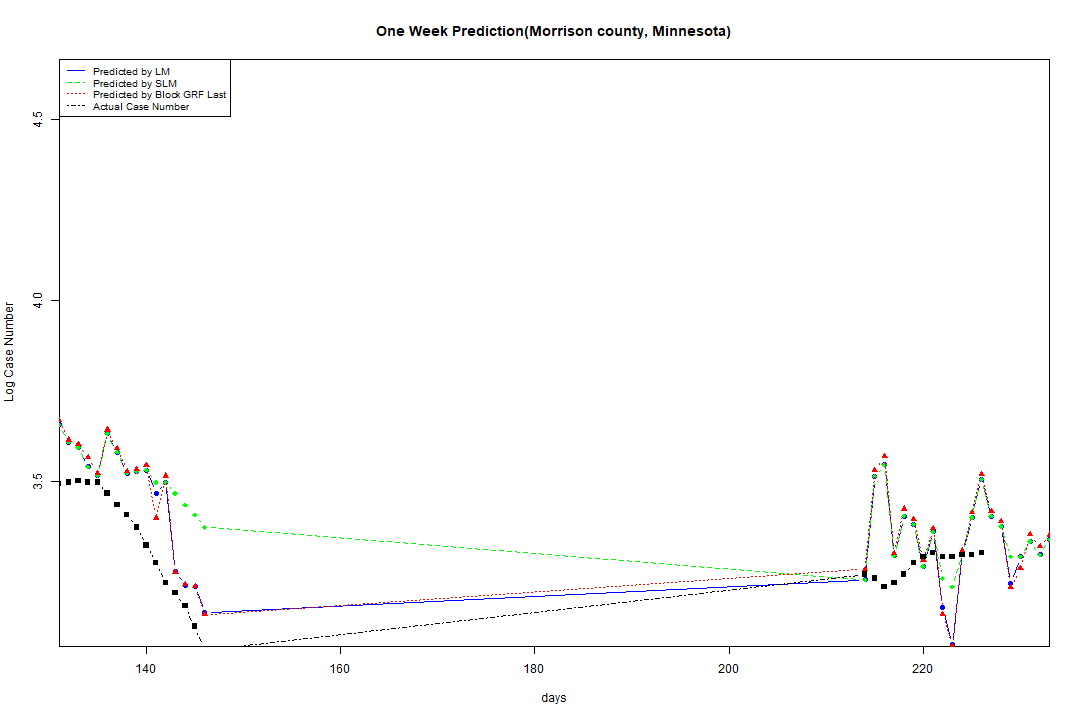 One Week Prediction(Morrison county, Minnesota)
Predicted by LM
Predicted by SLM
Predicted by Block GRF Last
Actual Case Number
Log Case Number
4.5
4.0
3.5
140
160
180
200
220
days